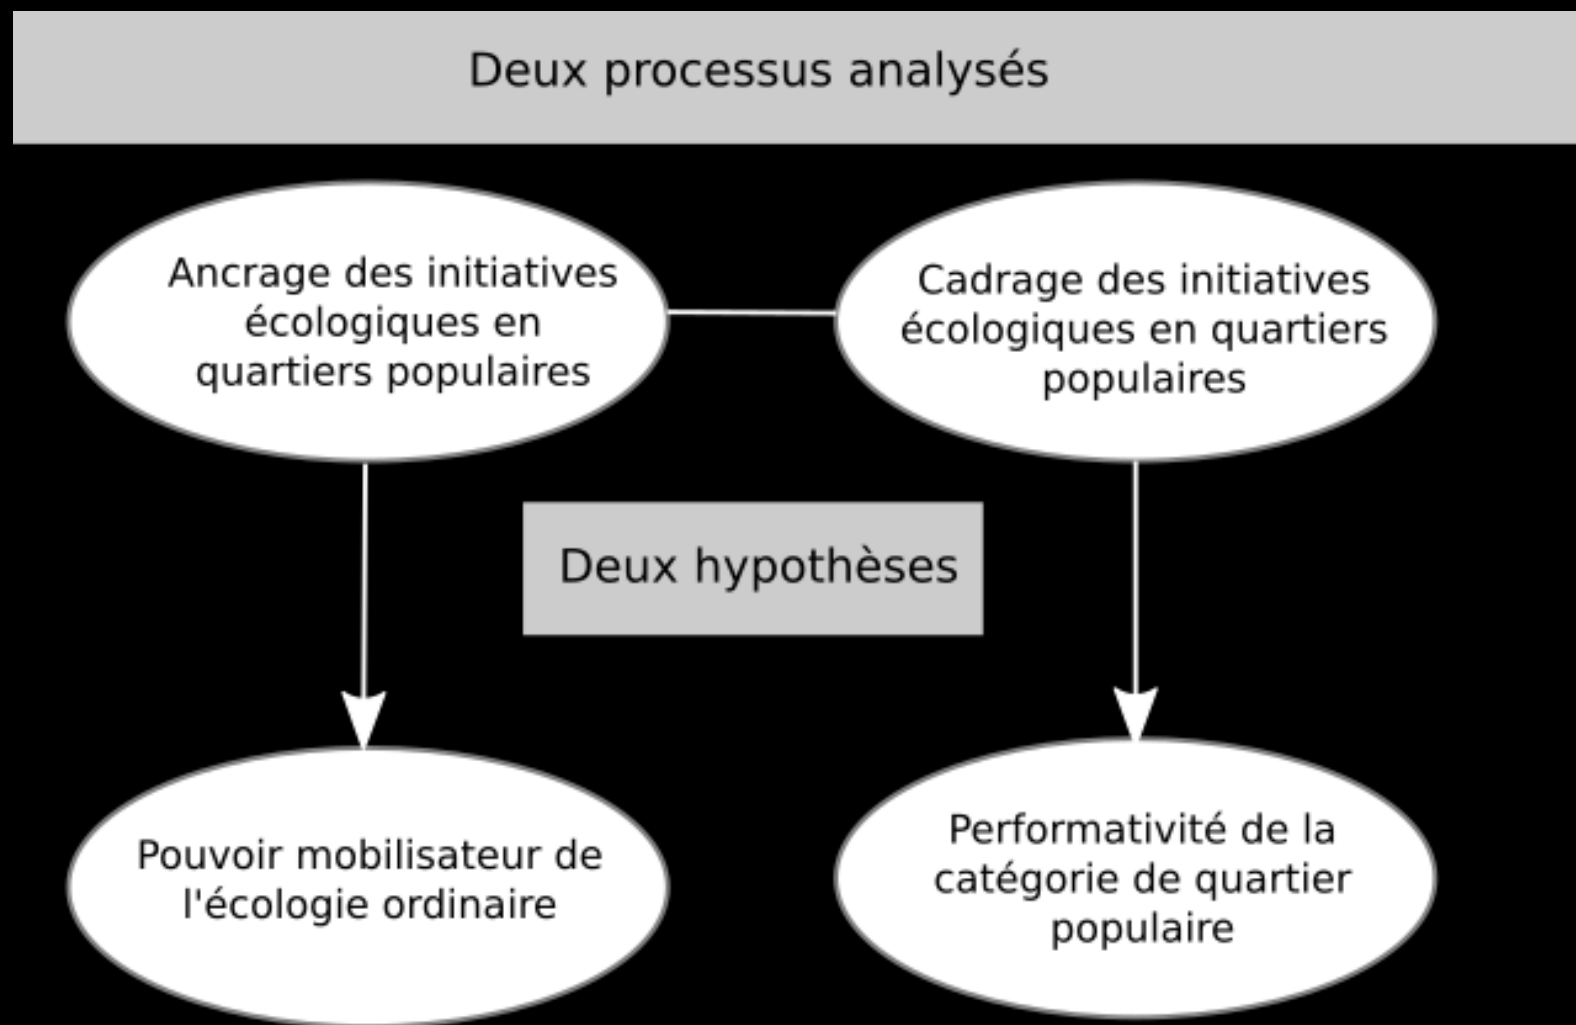 Deux processus analysés
Ancrage des initiatives
écologiques en
quartiers populaires
Cadrage des initiatives
écologiques en quartiers
populaires
Deux hypothèses
Pouvoir mobilisateur de
l'écologie ordinaire
Performativité de la
catégorie de quartier
populaire